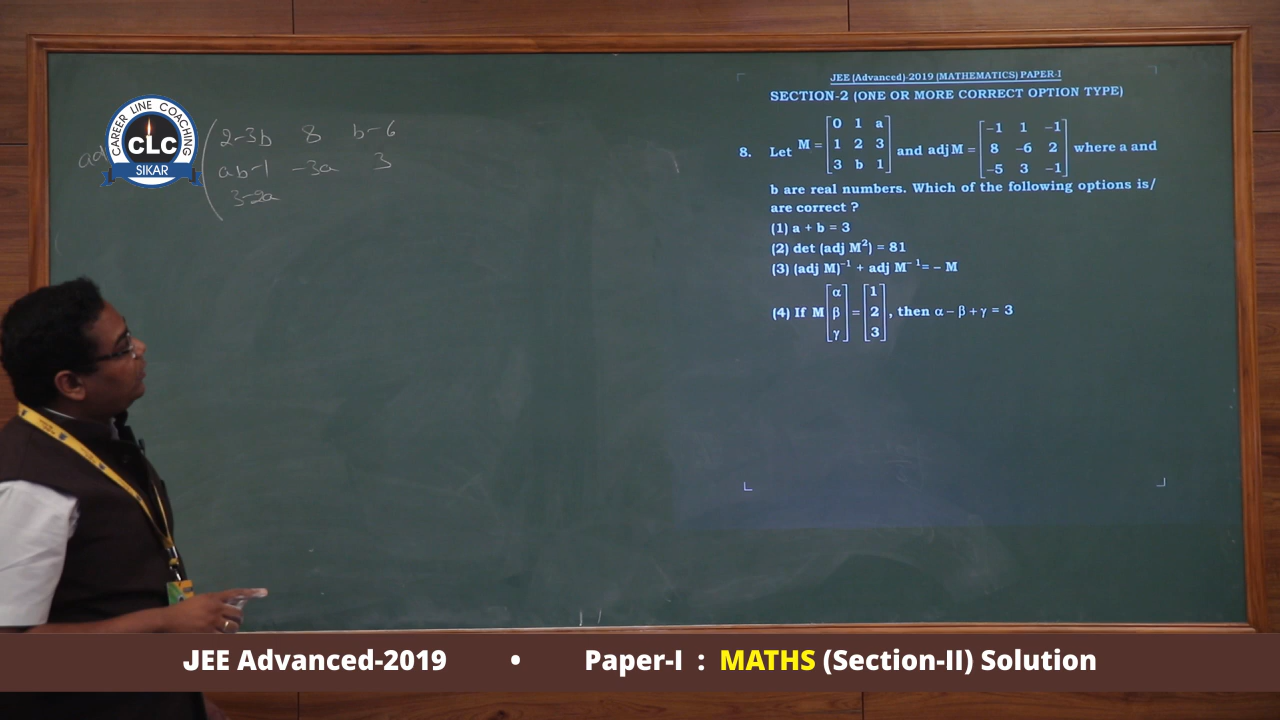 CAREER LINE COACHING
CLC
SIKAR
2-3b 8 b-6
ab-1 -3a 3
3-2a
JEE (Advanced)-2019 (MATHEMATICS) PAPER-I
SECTION-2 (ONE OR MORE CORRECT OPTION TYPE)
8. Let M = [0 1 a
1 2 3
3 b 1] and adj M = [-1 1 -1
8 -6 2
-5 3 -1] where a and
b are real numbers. Which of the following options is/
are correct ?
(1) a + b = 3
(2) det (adj M²) = 81
(3) (adj M)⁻¹ + adj M⁻¹ = – M
(4) If M [α
β
γ] = [1
2
3], then α – β + γ = 3
JEE Advanced-2019 • Paper-I : MATHS (Section-II) Solution